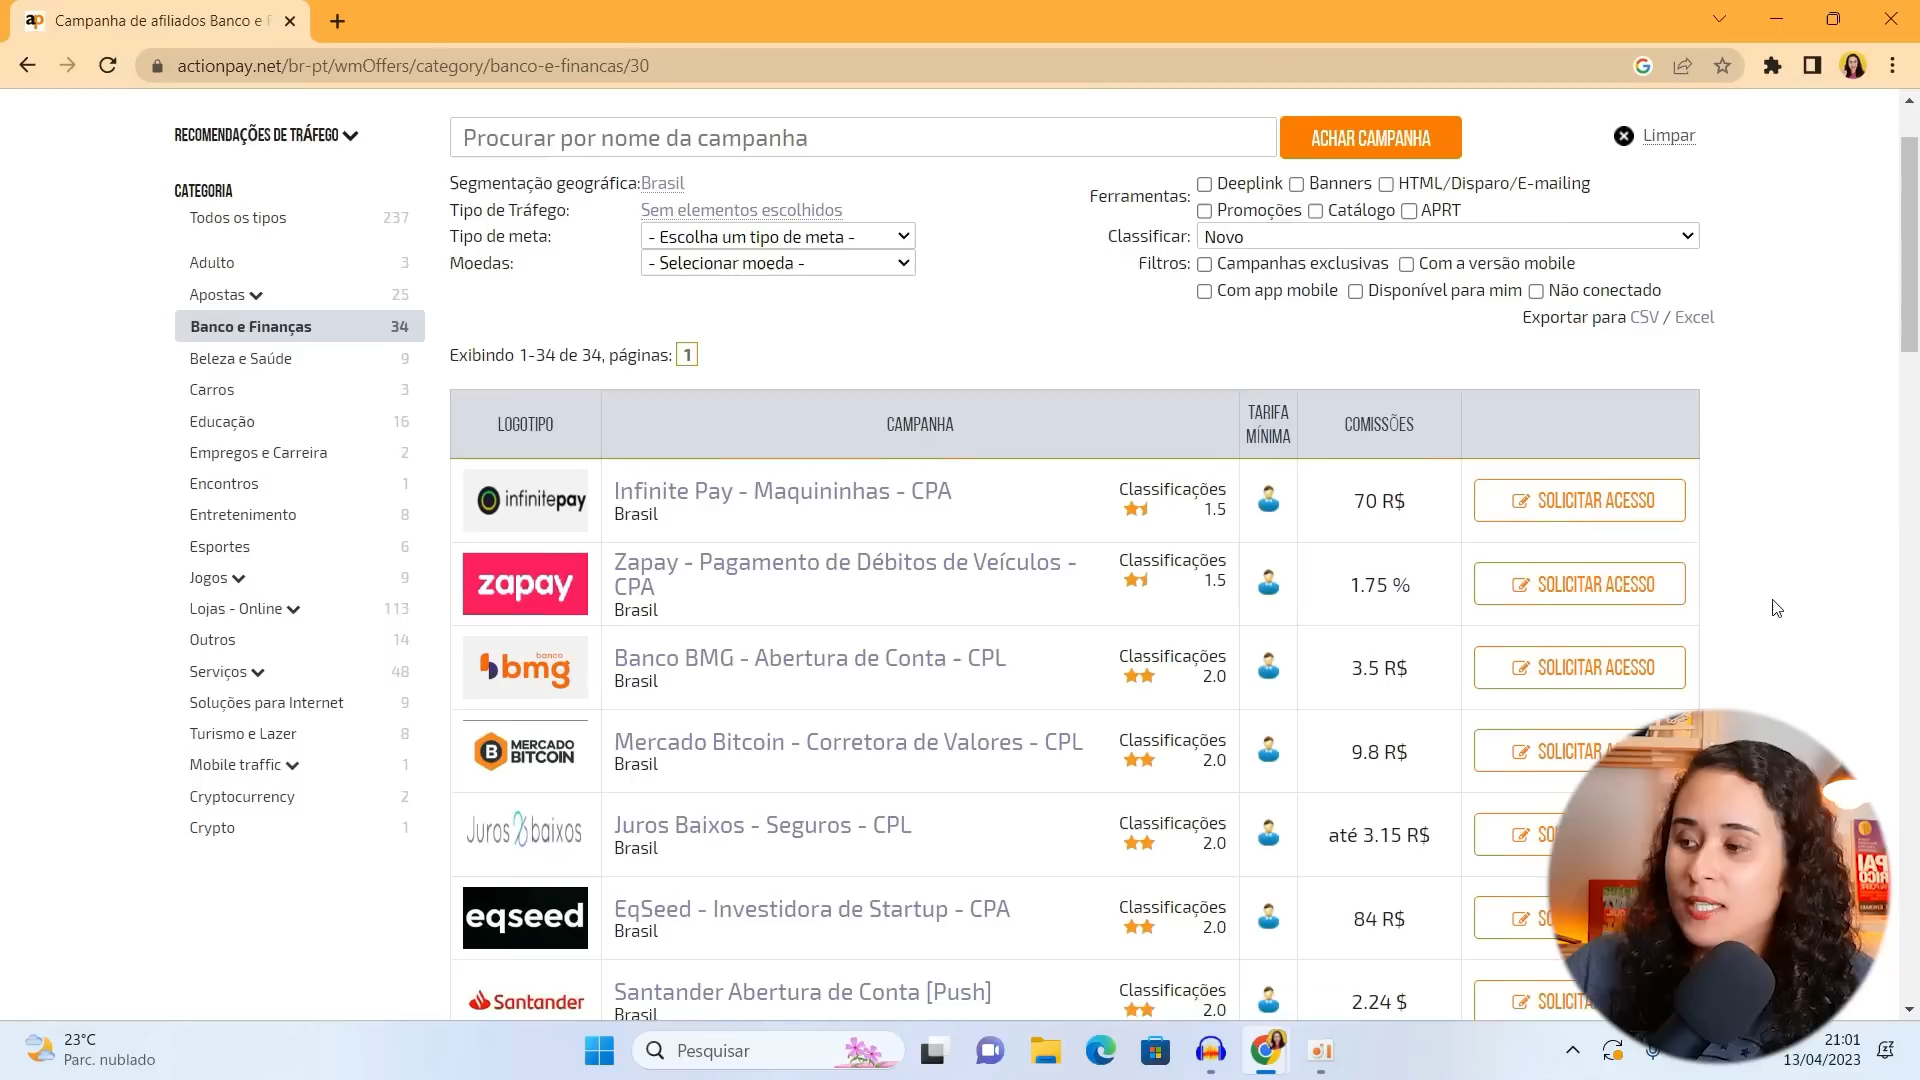 Campanha de afiliados Banco e F
actionpay.net/br-pt/wmOffers/category/banco-e-financas/30
RECOMENDAÇÕES DE TRÁFEGO
CATEGORIA
Todos os tipos 237
Adulto 3
Apostas 25
Banco e Finanças 34
Beleza e Saúde 9
Carros 3
Educação 16
Empregos e Carreira 2
Encontros 1
Entretenimento 8
Esportes 6
Jogos 9
Lojas - Online 113
Outros 14
Serviços 48
Soluções para Internet 9
Turismo e Lazer 8
Mobile traffic 1
Cryptocurrency 2
Crypto 1
Procurar por nome da campanha
ACHAR CAMPANHA
Limpar
Segmentação geográfica: Brasil
Tipo de Tráfego: Sem elementos escolhidos
Tipo de meta: - Escolha um tipo de meta -
Moedas: - Selecionar moeda -
Ferramentas: Deeplink Banners HTML/Disparo/E-mailing
Promoções Catálogo APRT
Classificar: Novo
Filtros: Campanhas exclusivas Com a versão mobile
Com app mobile Disponível para mim Não conectado
Exportar para CSV / Excel
Exibindo 1-34 de 34, páginas: 1
LOGOTIPO CAMPANHA TARIFA MÍNIMA COMISSÕES
infinitepay
Infinite Pay - Maquininhas - CPA
Brasil
Classificações
1.5
70 R$
SOLICITAR ACESSO
zapay
Zapay - Pagamento de Débitos de Veículos -
CPA
Brasil
Classificações
1.5
1.75 %
SOLICITAR ACESSO
banco
bmg
Banco BMG - Abertura de Conta - CPL
Brasil
Classificações
2.0
3.5 R$
SOLICITAR ACESSO
MERCADO
BITCOIN
Mercado Bitcoin - Corretora de Valores - CPL
Brasil
Classificações
2.0
9.8 R$
SOLICITAR A
Juros baixos
Juros Baixos - Seguros - CPL
Brasil
Classificações
2.0
até 3.15 R$
SO
eqseed
EqSeed - Investidora de Startup - CPA
Brasil
Classificações
2.0
84 R$
SO
Santander
Santander Abertura de Conta [Push]
Brasil
Classificações
2.0
2.24 $
SOLICITA
PAI
RICO
23°C
Parc. nublado
Pesquisar
21:01
13/04/2023